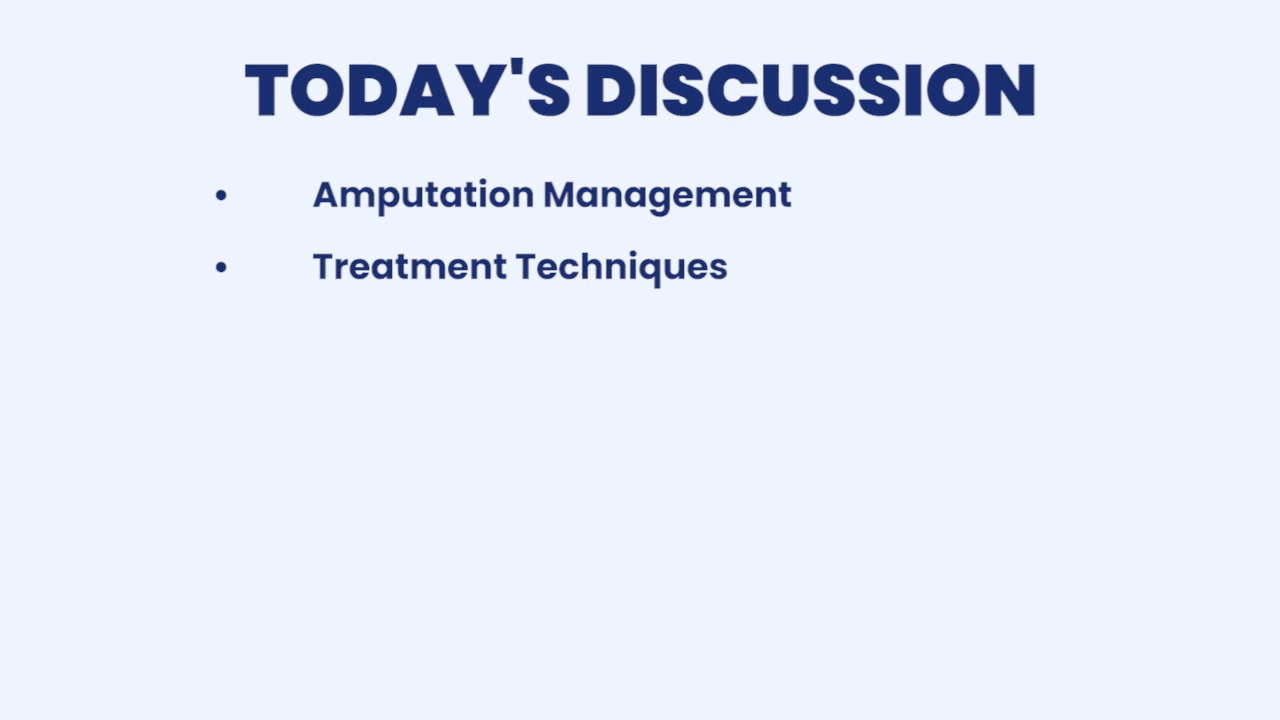 TODAY'S DISCUSSION
• Amputation Management
• Treatment Techniques